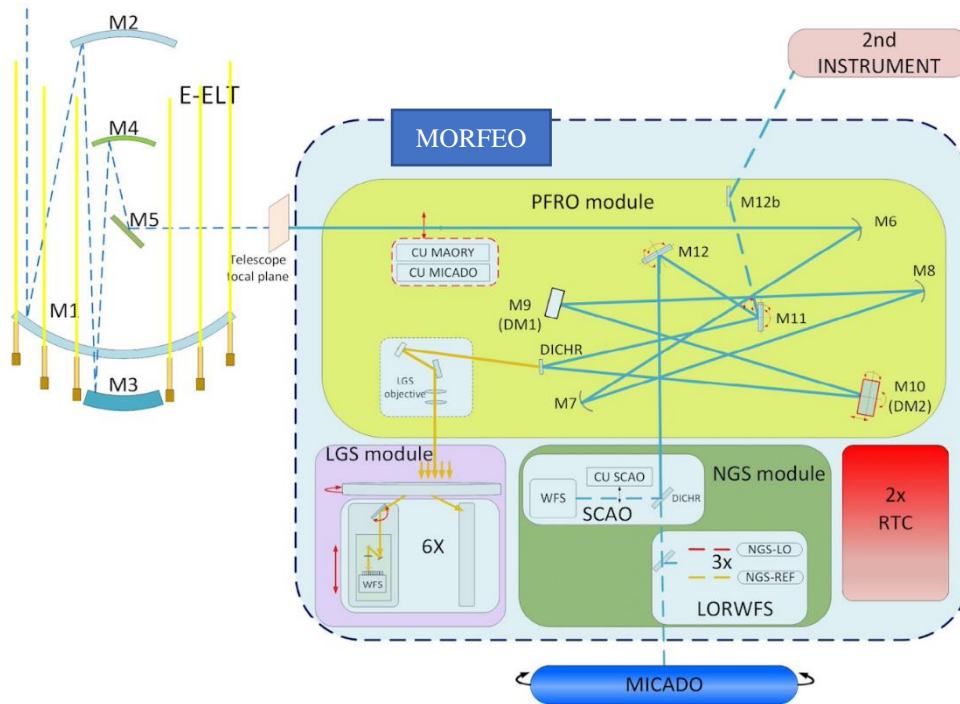 M2
E-ELT
M4
M5
M1
M3
Telescope
focal plane
2nd
INSTRUMENT
MORFEO
PFRO module
M12b
M6
CU MAORY
CU MICADO
M12
M8
M9
(DM1)
M11
DICHR
M7
M10
(DM2)
LGS
objective
LGS module
6X
WFS
NGS module
WFS
CU SCAO
DICHR
SCAO
NGS-LO
3x
NGS-REF
LORWFS
2x
RTC
MICADO